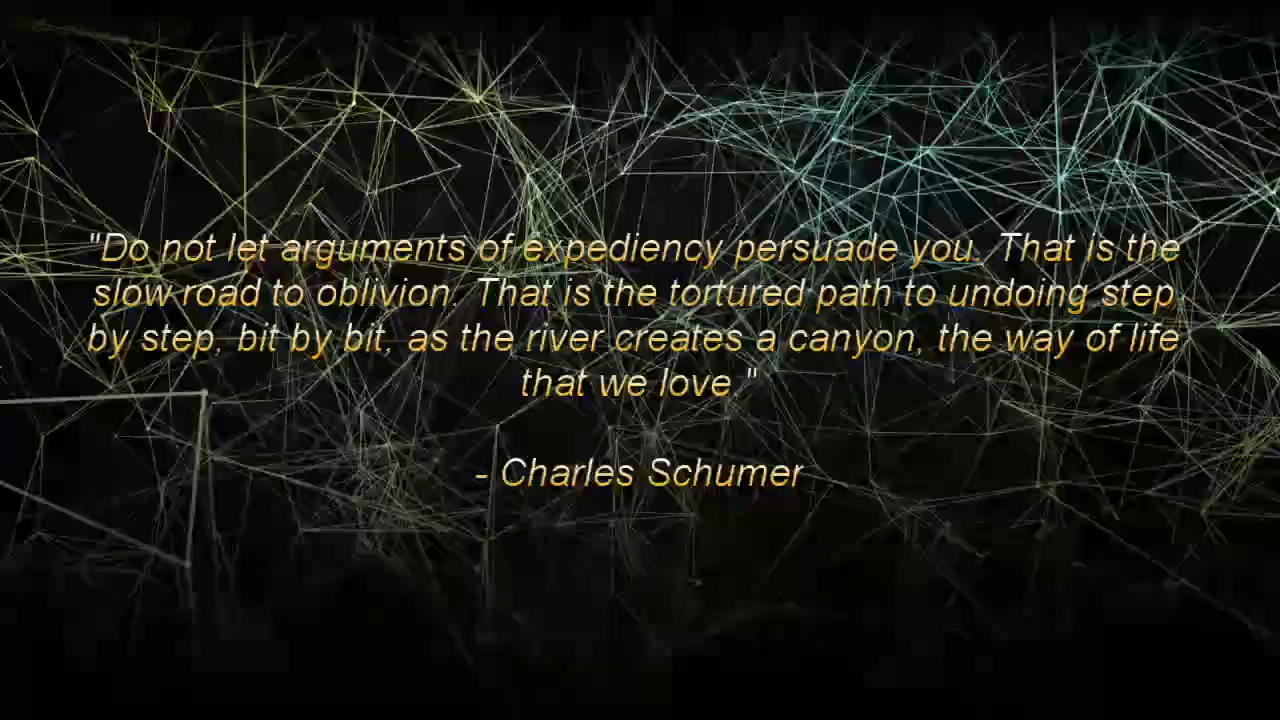 "Do not let arguments of expediency persuade you. That is the
slow road to oblivion. That is the tortured path to undoing step
by step, bit by bit, as the river creates a canyon, the way of life
that we love."
- Charles Schumer